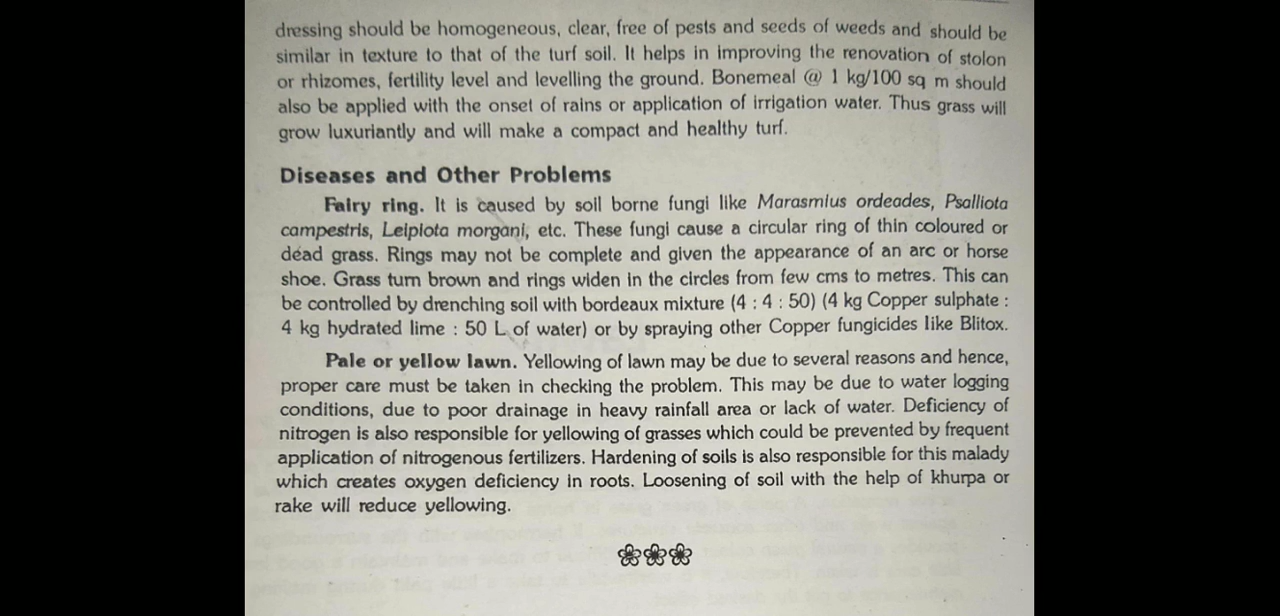 dressing should be homogeneous, clear, free of pests and seeds of weeds and should be
similar in texture to that of the turf soil. It helps in improving the renovation of stolon
or rhizomes, fertility level and levelling the ground. Bonemeal @ 1 kg/100 sq m should
also be applied with the onset of rains or application of irrigation water. Thus grass will
grow luxuriantly and will make a compact and healthy turf.
Diseases and Other Problems
Fairy ring. It is caused by soil borne fungi like Marasmius ordeades, Psalliota
campestris, Leiplota morgani, etc. These fungi cause a circular ring of thin coloured or
dead grass. Rings may not be complete and given the appearance of an arc or horse
shoe. Grass turn brown and rings widen in the circles from few cms to metres. This can
be controlled by drenching soil with bordeaux mixture (4 : 4 : 50) (4 kg Copper sulphate :
4 kg hydrated lime : 50 L of water) or by spraying other Copper fungicides like Blitox.
Pale or yellow lawn. Yellowing of lawn may be due to several reasons and hence,
proper care must be taken in checking the problem. This may be due to water logging
conditions, due to poor drainage in heavy rainfall area or lack of water. Deficiency of
nitrogen is also responsible for yellowing of grasses which could be prevented by frequent
application of nitrogenous fertilizers. Hardening of soils is also responsible for this malady
which creates oxygen deficiency in roots. Loosening of soil with the help of khurpa or
rake will reduce yellowing.